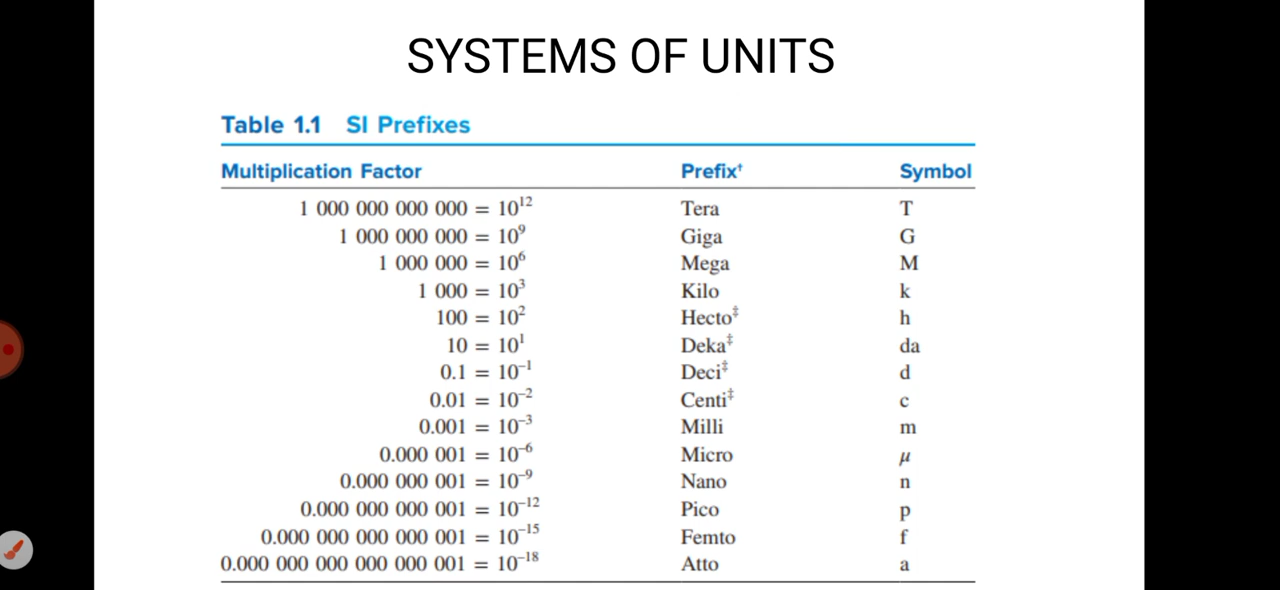 SYSTEMS OF UNITS
Table 1.1 SI Prefixes
Multiplication Factor Prefix† Symbol
1 000 000 000 000 = 10¹² Tera T
1 000 000 000 = 10⁹ Giga G
1 000 000 = 10⁶ Mega M
1 000 = 10³ Kilo k
100 = 10² Hecto‡ h
10 = 10¹ Deka‡ da
0.1 = 10⁻¹ Deci‡ d
0.01 = 10⁻² Centi‡ c
0.001 = 10⁻³ Milli m
0.000 001 = 10⁻⁶ Micro μ
0.000 000 001 = 10⁻⁹ Nano n
0.000 000 000 001 = 10⁻¹² Pico p
0.000 000 000 000 001 = 10⁻¹⁵ Femto f
0.000 000 000 000 000 001 = 10⁻¹⁸ Atto a